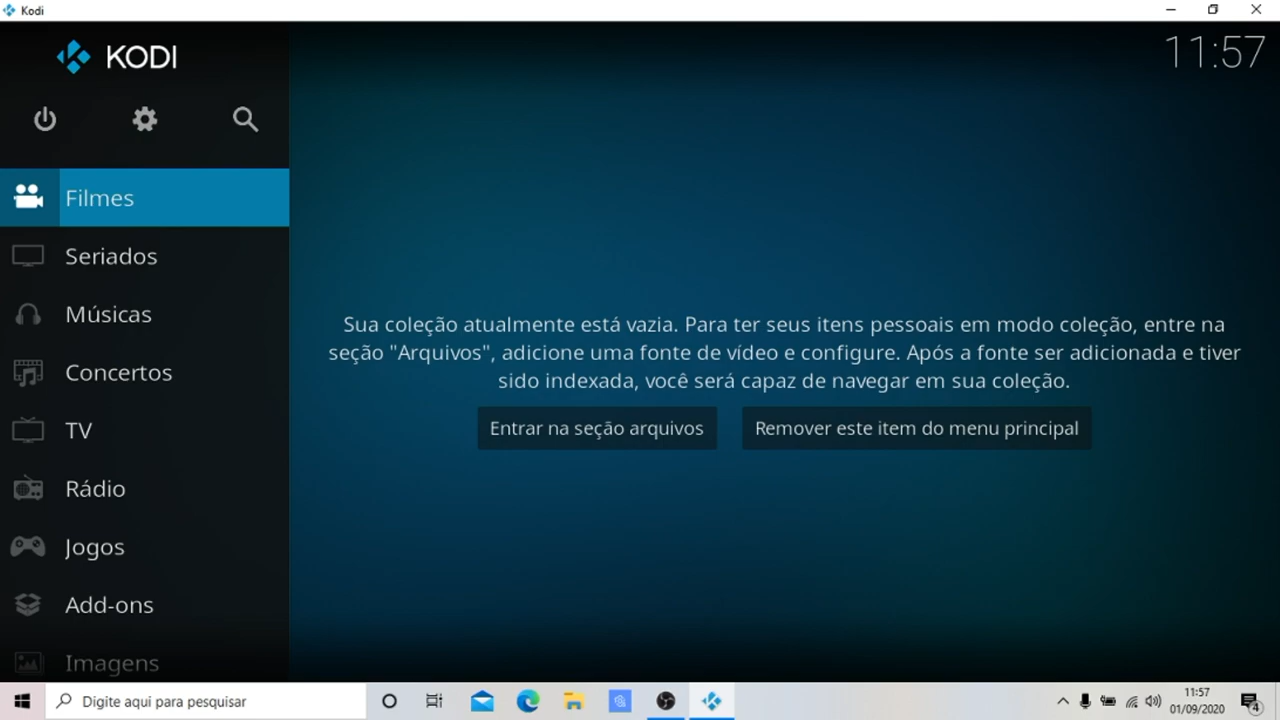 Kodi
KODI
11:57
Filmes
Seriados
Músicas
Concertos
TV
Rádio
Jogos
Add-ons
Imagens
Sua coleção atualmente está vazia. Para ter seus itens pessoais em modo coleção, entre na
seção "Arquivos", adicione uma fonte de vídeo e configure. Após a fonte ser adicionada e tiver
sido indexada, você será capaz de navegar em sua coleção.
Entrar na seção arquivos
Remover este item do menu principal
Digite aqui para pesquisar
11:57
01/09/2020
4